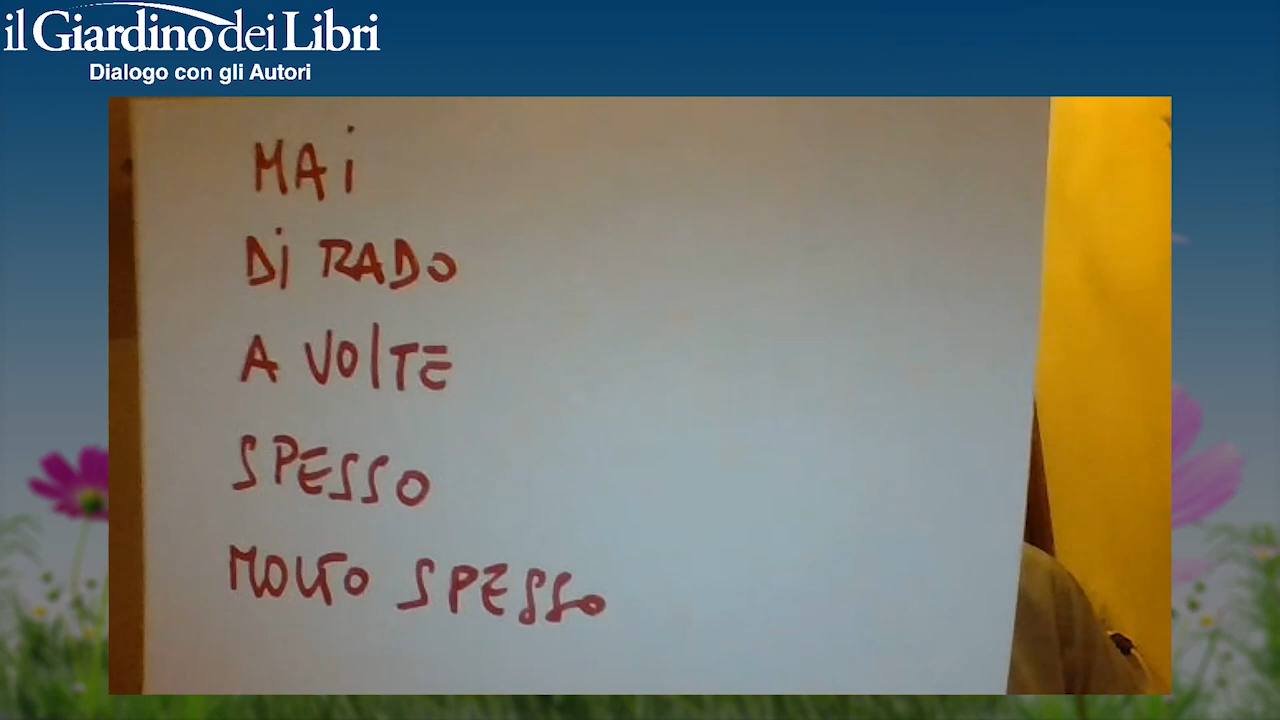 il Giardino dei Libri
Dialogo con gli Autori
MAi
Di RADO
A VOlTE
SPESSO
MOLTO SPESSO